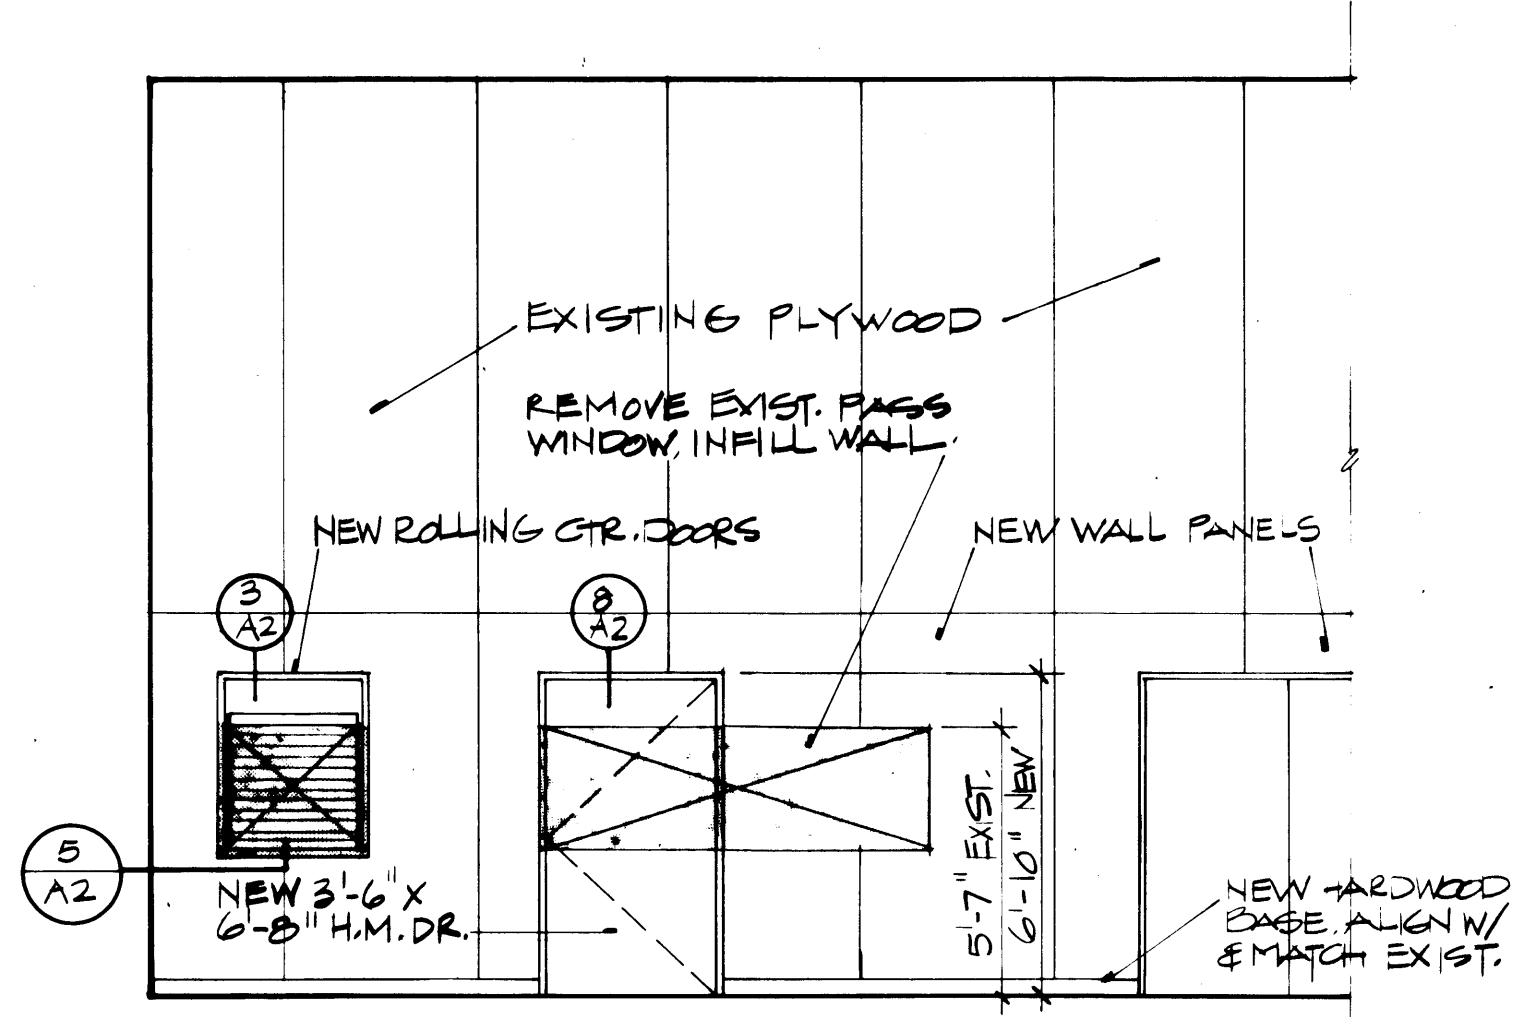 EXISTING PLYWOOD
REMOVE EXIST. PASS
WINDOW, INFILL WALL.
NEW ROLLING CTR. DOORS
NEW WALL PANELS
3
A2
8
A2
5
A2
NEW 3'-6" X
6'-8" H.M. DR.
5'-7" EXIST.
6'-10" NEW
NEW HARDWOOD
BASE. ALIGN W/
& MATCH EXIST.